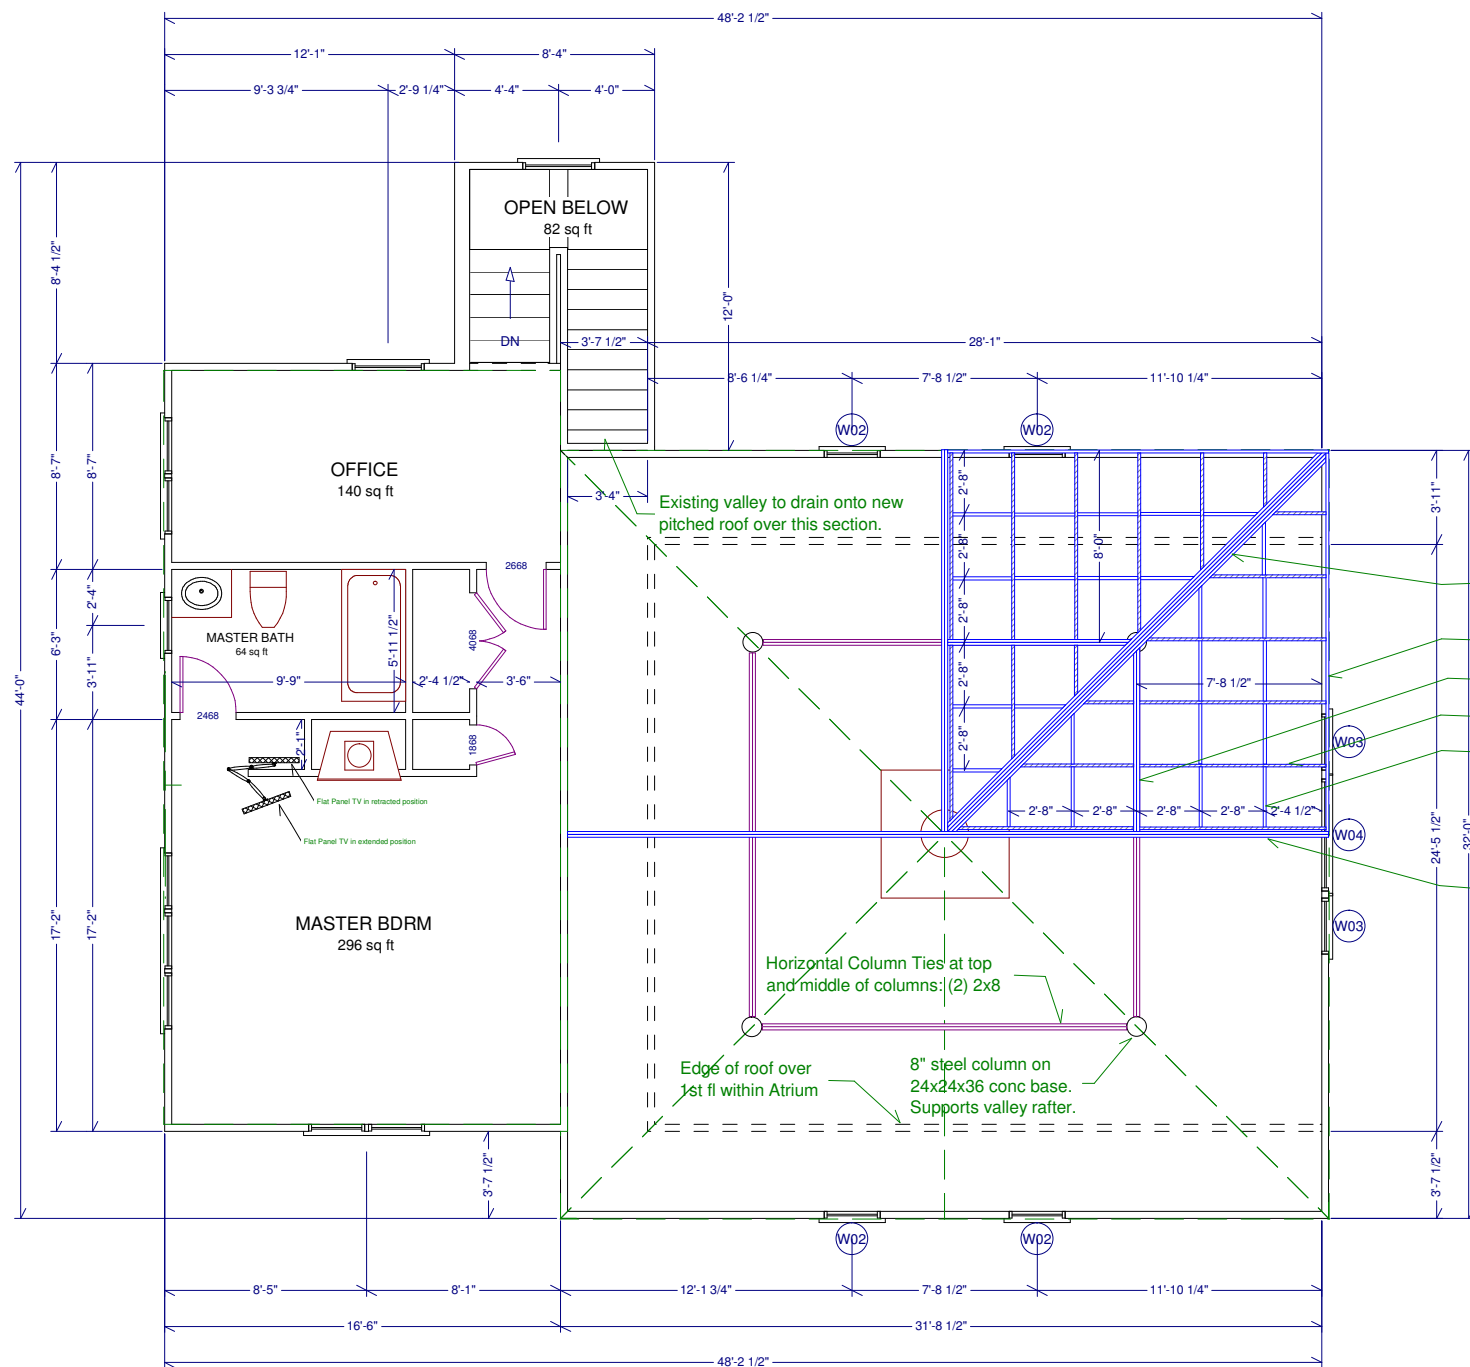 48'-2 1/2"
12'-1"
8'-4"
9'-3 3/4"
2'-9 1/4"
4'-4"
4'-0"
OPEN BELOW
82 sq ft
8'-4 1/2"
12'-0"
DN
3'-7 1/2"
28'-1"
8'-6 1/4"
7'-8 1/2"
11'-10 1/4"
W02
W02
OFFICE
140 sq ft
8'-7"
8'-7"
3'-4"
Existing valley to drain onto new
pitched roof over this section.
2'-8"
2'-8"
8'-0"
2'-8"
2'-8"
2'-8"
3'-11"
2668
2'-4"
6'-3"
3'-11"
MASTER BATH
64 sq ft
5'-11 1/2"
4068
9'-9"
2'-4 1/2"
3'-6"
7'-8 1/2"
44'-0"
2468
2'-1"
1868
W03
Flat Panel TV in retracted position
Flat Panel TV in extended position
2'-8"
2'-8"
2'-8"
2'-8"
2'-4 1/2"
W04
24'-5 1/2"
32'-0"
17'-2"
17'-2"
MASTER BDRM
296 sq ft
W03
Horizontal Column Ties at top
and middle of columns: (2) 2x8
Edge of roof over
1st fl within Atrium
8" steel column on
24x24x36 conc base.
Supports valley rafter.
3'-7 1/2"
3'-7 1/2"
W02
W02
8'-5"
8'-1"
12'-1 3/4"
7'-8 1/2"
11'-10 1/4"
16'-6"
31'-8 1/2"
48'-2 1/2"